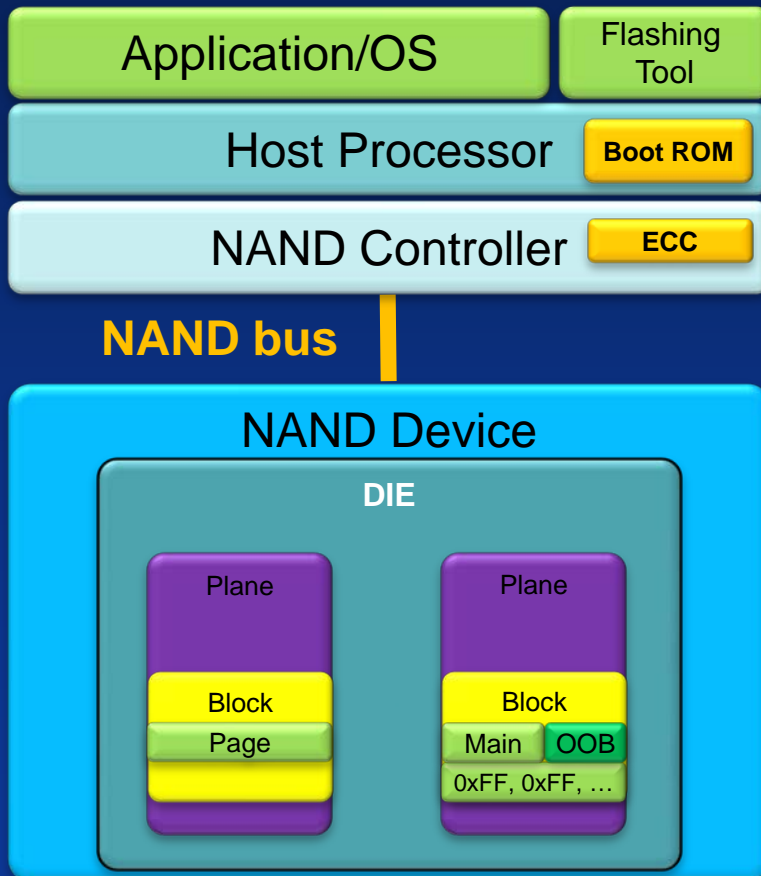 Application/OS
Flashing
Tool
Host Processor
Boot ROM
NAND Controller
ECC
NAND bus
NAND Device
DIE
Plane
Plane
Block
Block
Page
Main
OOB
0xFF, 0xFF, …